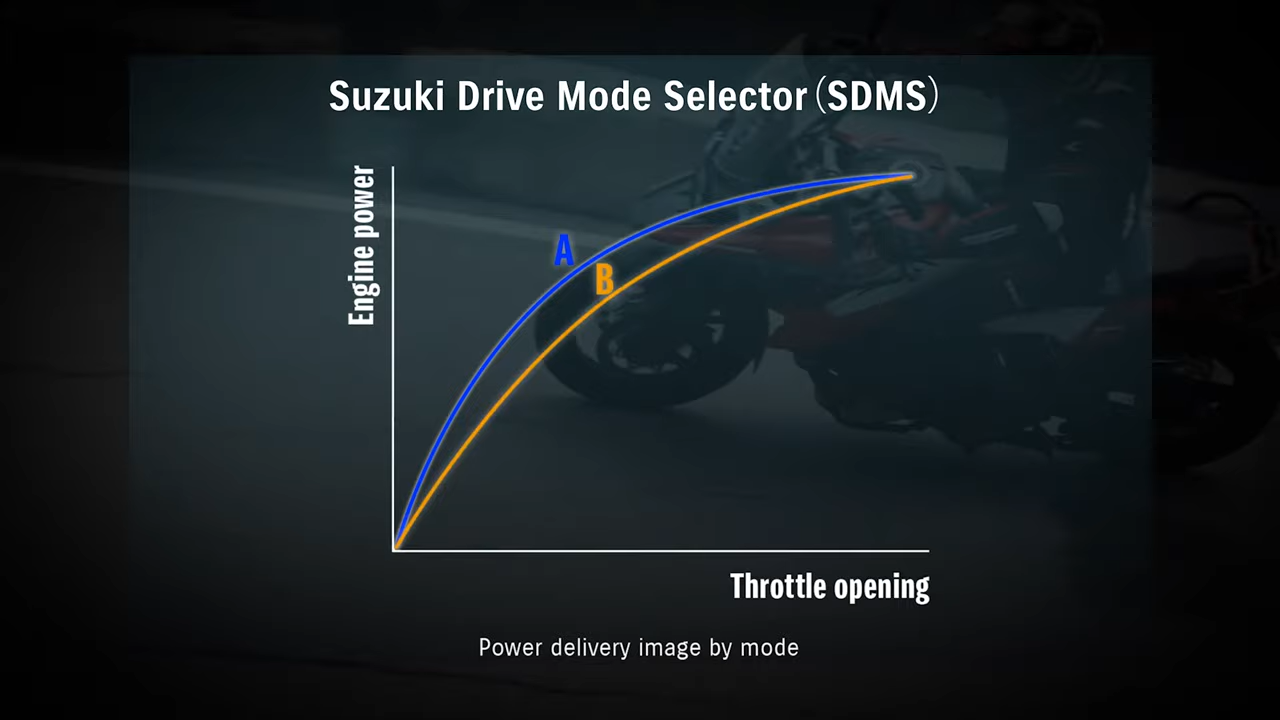 Suzuki Drive Mode Selector（SDMS）
Engine power
A
B
Throttle opening
Power delivery image by mode